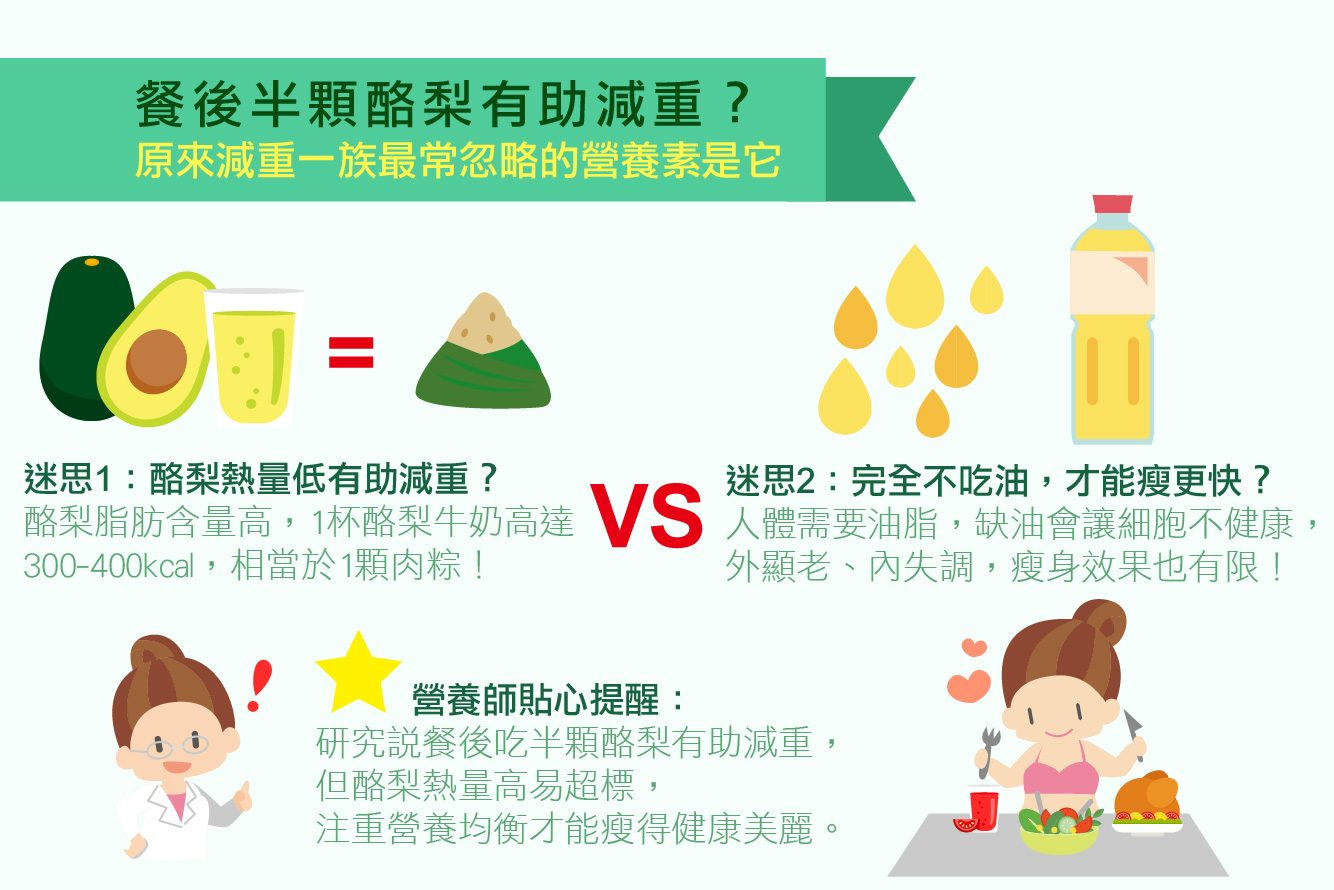 餐後半顆酪梨有助減重？
原來減重一族最常忽略的營養素是它
=
迷思1：酪梨熱量低有助減重？
酪梨脂肪含量高，1杯酪梨牛奶高達
300-400kcal，相當於1顆肉粽！
VS
迷思2：完全不吃油，才能瘦更快？
人體需要油脂，缺油會讓細胞不健康，
外顯老、內失調，瘦身效果也有限！
!
營養師貼心提醒：
研究説餐後吃半顆酪梨有助減重，
但酪梨熱量高易超標，
注重營養均衡才能瘦得健康美麗。